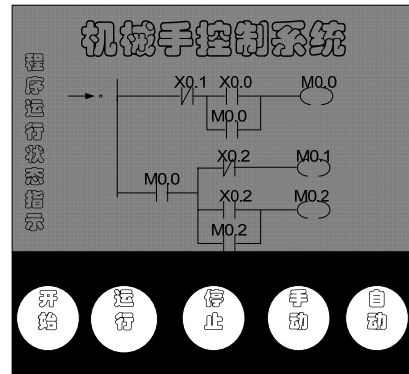 机械手控制系统
程序运行状态指示
X0.1 X0.0 M0.0
M0.0
X0.2 M0.1
M0.0 X0.2 M0.2
M0.2
开始
运行
停止
手动
自动